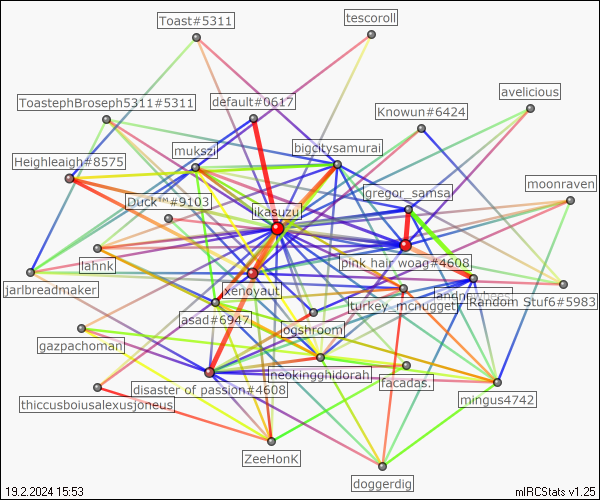 Toast#5311
tescoroll
avelicious
ToastephBroseph5311#5311
default#0617
Knowun#6424
mukszi
bigcitysamurai
Heighleaigh#8575
gregor_samsa
moonraven
Duck™#9103
ikasuzu
lahnk
pink hair woag#4608
jarlbreadmaker
jxenoyaut
Random Stuf6#5983
turkey_mcnugget
asad#6947
ogshroom
gazpachoman
neokingghidorah
facadas.
disaster of passion#4608
mingus4742
thiccusboiusalexusjoneus
ZeeHonK
doggerdig
19.2.2024 15:53
mIRCStats v1.25